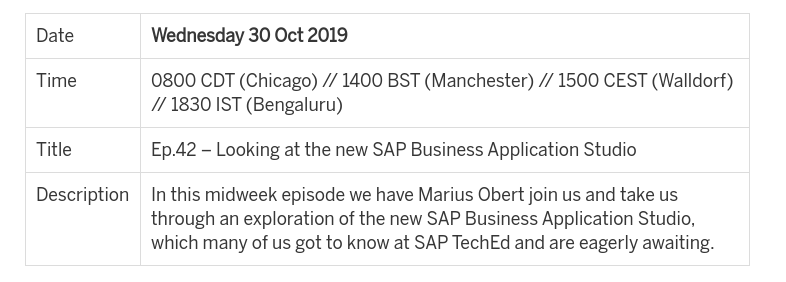 Date
Wednesday 30 Oct 2019
Time
0800 CDT (Chicago) // 1400 BST (Manchester) // 1500 CEST (Walldorf)
// 1830 IST (Bengaluru)
Title
Ep.42 – Looking at the new SAP Business Application Studio
Description
In this midweek episode we have Marius Obert join us and take us
through an exploration of the new SAP Business Application Studio,
which many of us got to know at SAP TechEd and are eagerly awaiting.